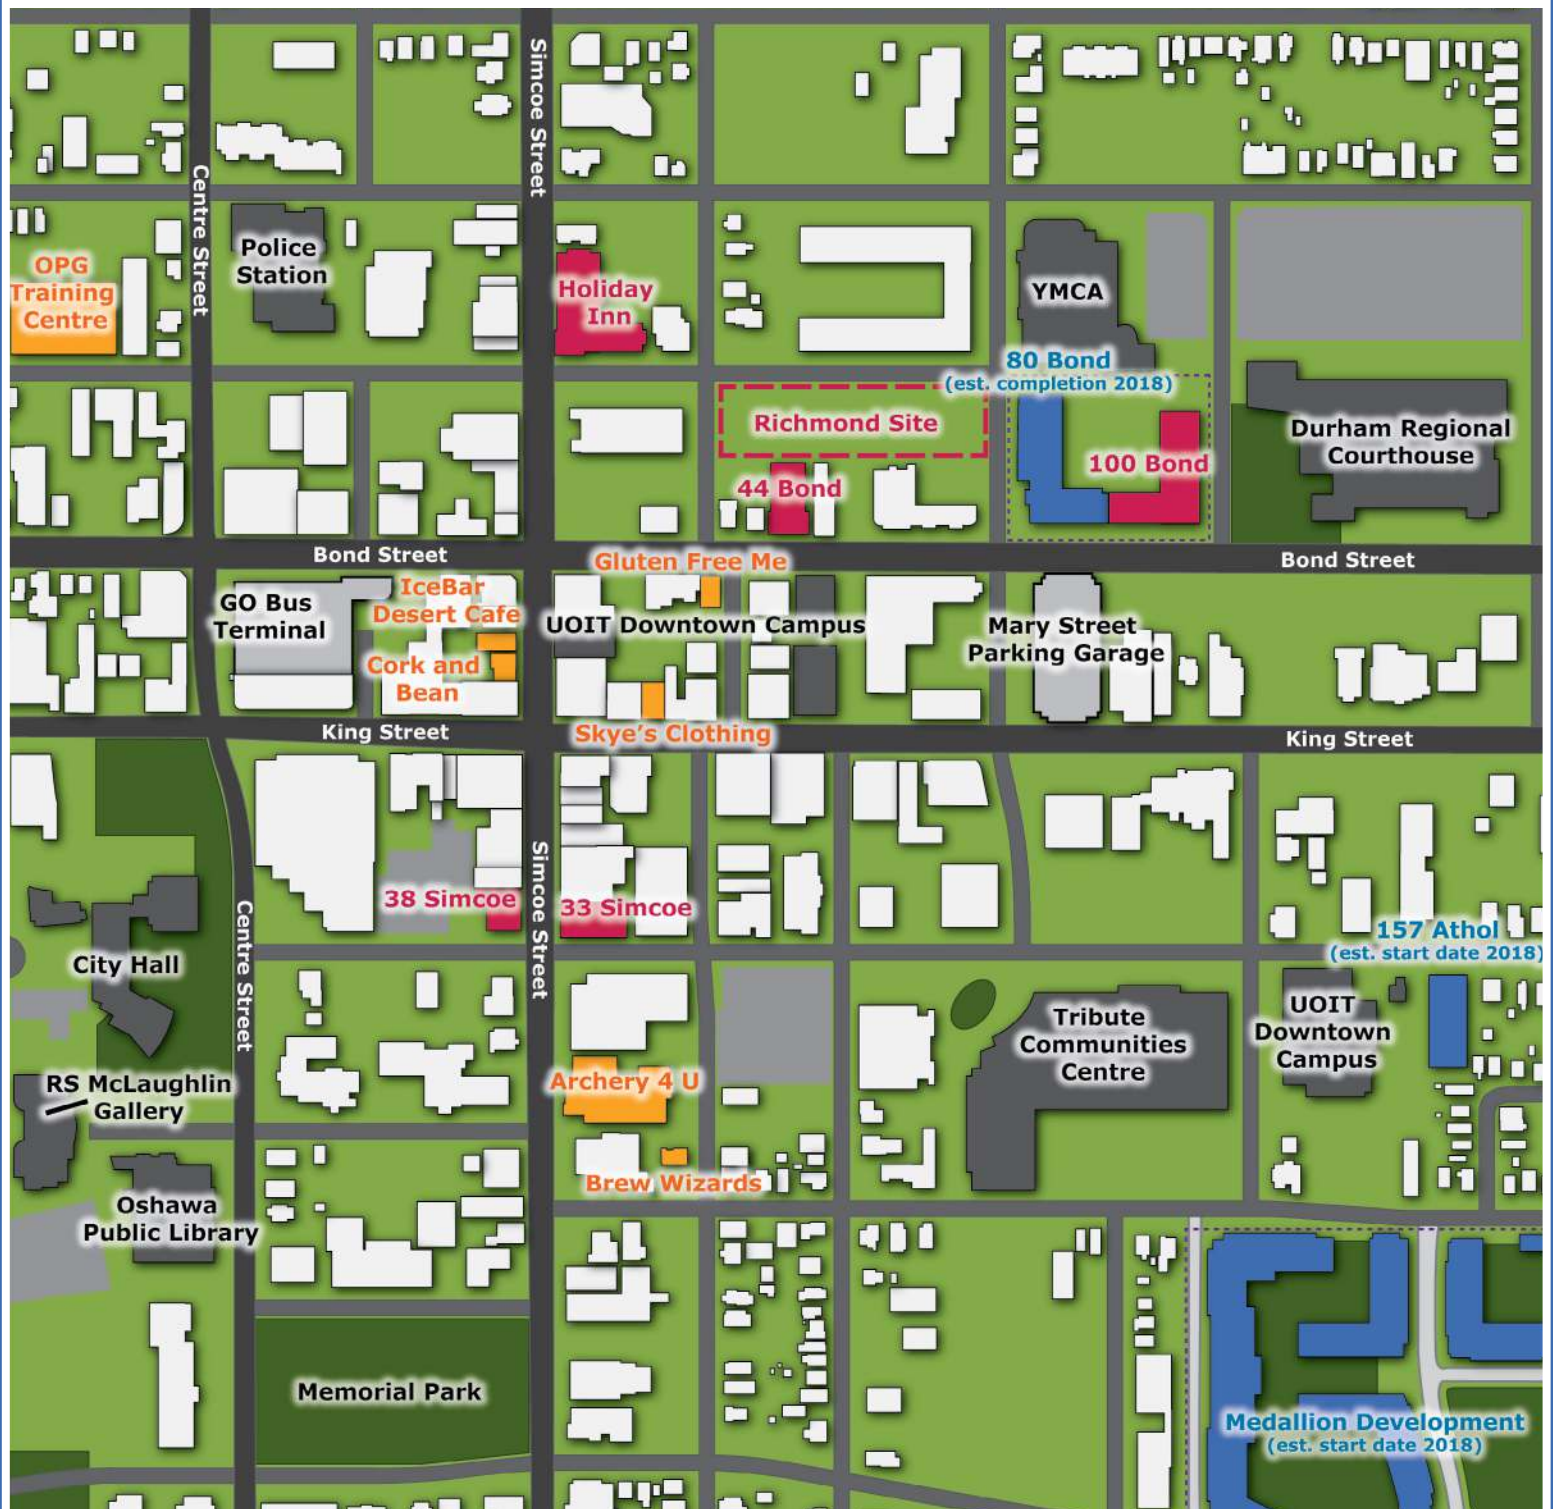 Simcoe Street
Centre Street
OPG
Training
Centre
Police
Station
Holiday
Inn
YMCA
80 Bond
(est. completion 2018)
Richmond Site
44 Bond
100 Bond
Durham Regional
Courthouse
Bond Street
Bond Street
Gluten Free Me
GO Bus
Terminal
IceBar
Desert Cafe
Cork and
Bean
UOIT Downtown Campus
Mary Street
Parking Garage
King Street
Skye's Clothing
King Street
Simcoe Street
38 Simcoe
33 Simcoe
Centre Street
City Hall
157 Athol
(est. start date 2018)
UOIT
Downtown
Campus
Tribute
Communities
Centre
RS McLaughlin
Gallery
Archery 4 U
Brew Wizards
Oshawa
Public Library
Memorial Park
Medallion Development
(est. start date 2018)